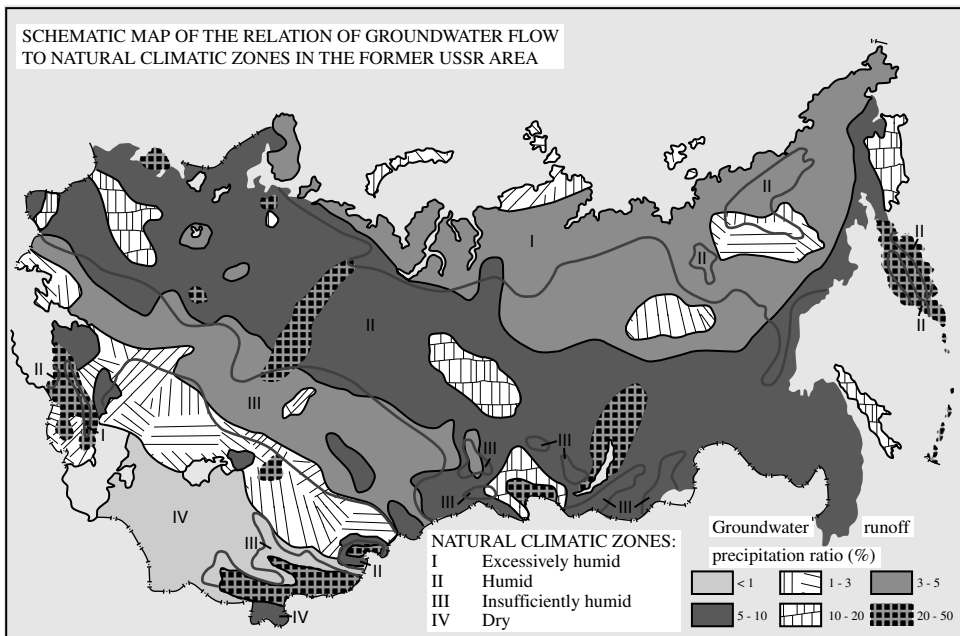 SCHEMATIC MAP OF THE RELATION OF GROUNDWATER FLOW
TO NATURAL CLIMATIC ZONES IN THE FORMER USSR AREA
II
I
II
II
II
II
II
II
III
I
III
III
III
III
IV
III
II
IV
NATURAL CLIMATIC ZONES:
I Excessively humid
II Humid
III Insufficiently humid
IV Dry
Groundwater runoff
precipitation ratio (%)
< 1 1 - 3 3 - 5
5 - 10 10 - 20 20 - 50